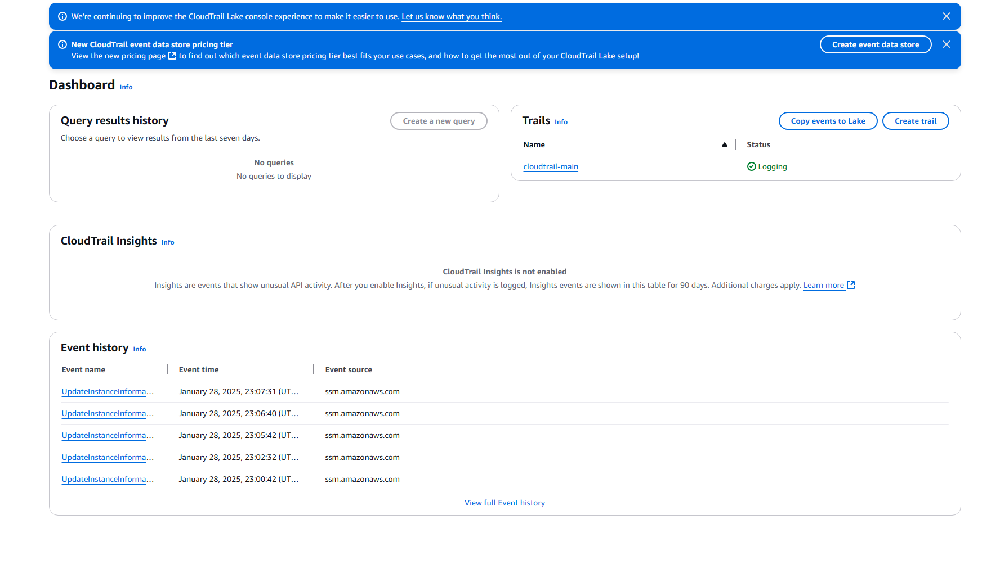 We're continuing to improve the CloudTrail Lake console experience to make it easier to use. Let us know what you think.
New CloudTrail event data store pricing tier
View the new pricing page to find out which event data store pricing tier best fits your use cases, and how to get the most out of your CloudTrail Lake setup!
Create event data store
Dashboard Info
Query results history
Create a new query
Choose a query to view results from the last seven days.
No queries
No queries to display
Trails Info
Copy events to Lake
Create trail
Name Status
cloudtrail-main Logging
CloudTrail Insights Info
CloudTrail Insights is not enabled
Insights are events that show unusual API activity. After you enable Insights, if unusual activity is logged, Insights events are shown in this table for 90 days. Additional charges apply. Learn more
Event history Info
Event name Event time Event source
UpdateInstanceInforma... January 28, 2025, 23:07:31 (UT... ssm.amazonaws.com
UpdateInstanceInforma... January 28, 2025, 23:06:40 (UT... ssm.amazonaws.com
UpdateInstanceInforma... January 28, 2025, 23:05:42 (UT... ssm.amazonaws.com
UpdateInstanceInforma... January 28, 2025, 23:02:32 (UT... ssm.amazonaws.com
UpdateInstanceInforma... January 28, 2025, 23:00:42 (UT... ssm.amazonaws.com
View full Event history